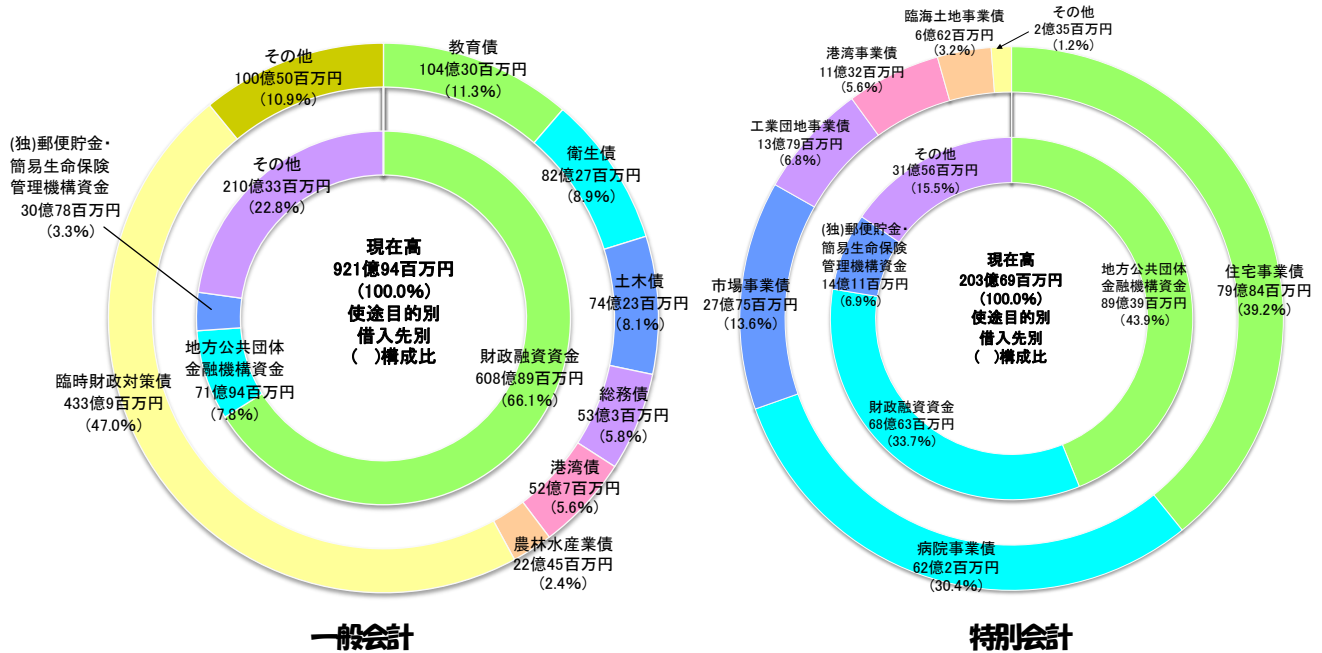 教育債
104億30百万円
(11.3%)
衛生債
82億27百万円
(8.9%)
土木債
74億23百万円
(8.1%)
総務債
53億3百万円
(5.8%)
港湾債
52億7百万円
(5.6%)
農林水産業債
22億45百万円
(2.4%)
臨時財政対策債
433億9百万円
(47.0%)
その他
100億50百万円
(10.9%)
財政融資資金
608億89百万円
(66.1%)
地方公共団体
金融機構資金
71億94百万円
(7.8%)
(独)郵便貯金・
簡易生命保険
管理機構資金
30億78百万円
(3.3%)
その他
210億33百万円
(22.8%)
現在高
921億94百万円
(100.0%)
使途目的別
借入先別
(　)構成比
一般会計
住宅事業債
79億84百万円
(39.2%)
病院事業債
62億2百万円
(30.4%)
市場事業債
27億75百万円
(13.6%)
工業団地事業債
13億79百万円
(6.8%)
港湾事業債
11億32百万円
(5.6%)
臨海土地事業債
6億62百万円
(3.2%)
その他
2億35百万円
(1.2%)
地方公共団体
金融機構資金
89億39百万円
(43.9%)
財政融資資金
68億63百万円
(33.7%)
(独)郵便貯金・
簡易生命保険
管理機構資金
14億11百万円
(6.9%)
その他
31億56百万円
(15.5%)
現在高
203億69百万円
(100.0%)
使途目的別
借入先別
(　)構成比
特別会計